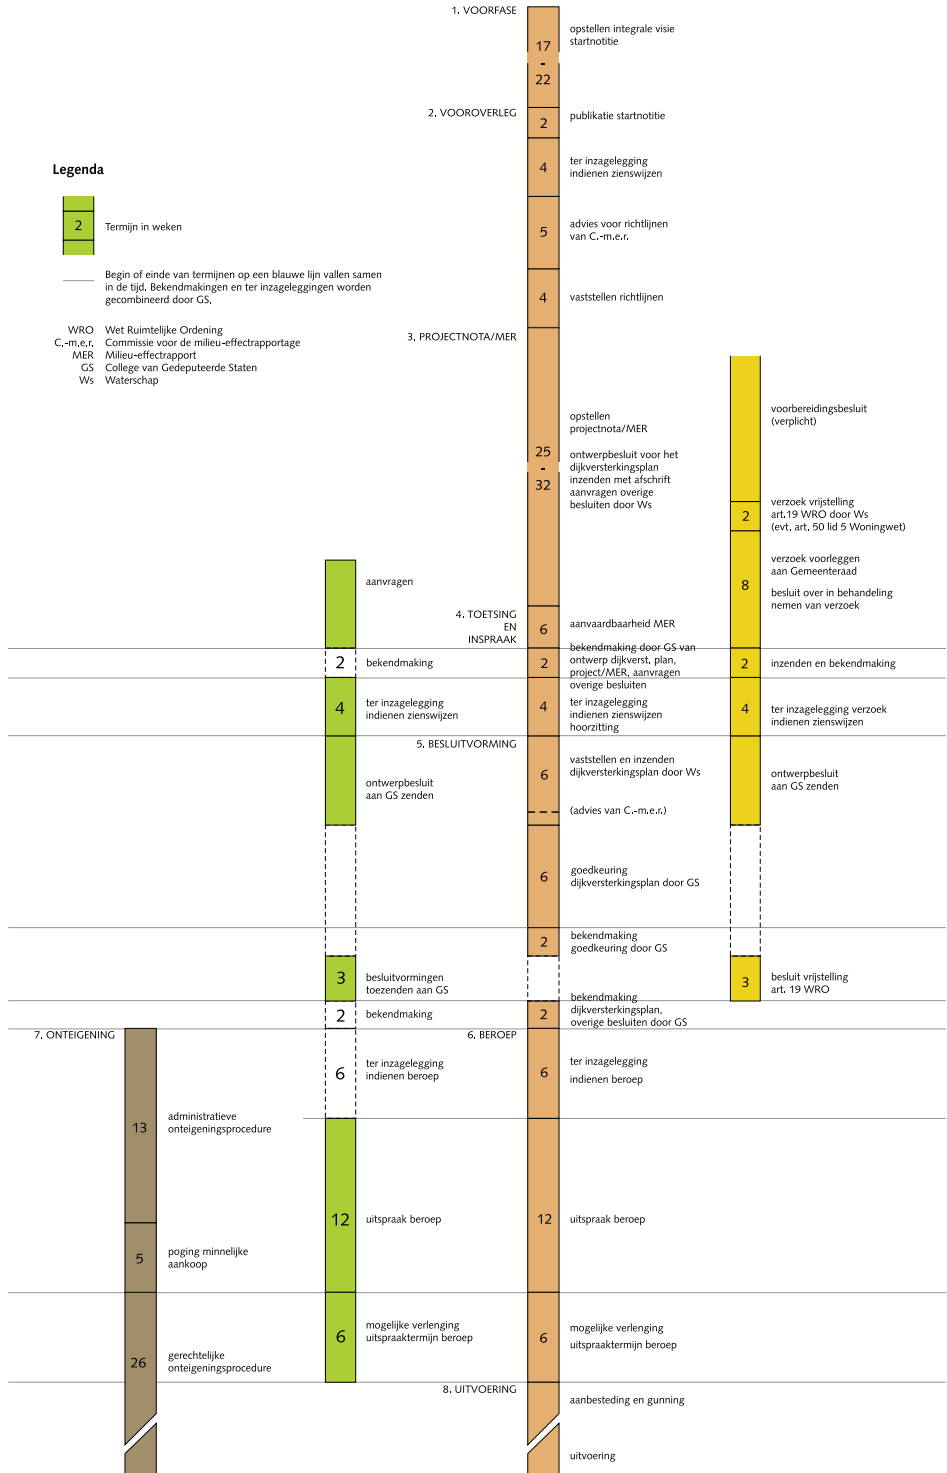 1. VOORFASE
opstellen integrale visie
startnotitie
17
-
22
2. VOOROVERLEG
2
publikatie startnotitie
4
ter inzagelegging
indienen zienswijzen
Legenda
2
Termijn in weken
Begin of einde van termijnen op een blauwe lijn vallen samen
in de tijd. Bekendmakingen en ter inzageleggingen worden
gecombineerd door GS.
WRO Wet Ruimtelijke Ordening
C.-m.e.r. Commissie voor de milieu-effectrapportage
MER Milieu-effectrapport
GS College van Gedeputeerde Staten
Ws Waterschap
5
advies voor richtlijnen
van C.-m.e.r.
4
vaststellen richtlijnen
3. PROJECTNOTA/MER
25
-
32
opstellen
projectnota/MER
ontwerpbesluit voor het
dijkversterkingsplan
inzenden met afschrift
aanvragen overige
besluiten door Ws
voorbereidingsbesluit
(verplicht)
2
verzoek vrijstelling
art.19 WRO door Ws
(evt. art. 50 lid 5 Woningwet)
8
verzoek voorleggen
aan Gemeenteraad
besluit over in behandeling
nemen van verzoek
aanvragen
4. TOETSING
EN
INSPRAAK
6
aanvaardbaarheid MER
2
bekendmaking
2
bekendmaking door GS van
ontwerp dijkverst. plan,
project/MER, aanvragen
overige besluiten
2
inzenden en bekendmaking
4
ter inzagelegging
indienen zienswijzen
4
ter inzagelegging
indienen zienswijzen
hoorzitting
4
ter inzagelegging verzoek
indienen zienswijzen
5. BESLUITVORMING
ontwerpbesluit
aan GS zenden
6
vaststellen en inzenden
dijkversterkingsplan door Ws
(advies van C.-m.e.r.)
ontwerpbesluit
aan GS zenden
6
goedkeuring
dijkversterkingsplan door GS
2
bekendmaking
goedkeuring door GS
3
besluitvormingen
toezenden aan GS
3
besluit vrijstelling
art. 19 WRO
2
bekendmaking
2
bekendmaking
dijkversterkingsplan,
overige besluiten door GS
7. ONTEIGENING
6. BEROEP
6
ter inzagelegging
indienen beroep
6
ter inzagelegging
indienen beroep
13
administratieve
onteigeningsprocedure
12
uitspraak beroep
12
uitspraak beroep
5
poging minnelijke
aankoop
6
mogelijke verlenging
uitspraaktermijn beroep
6
mogelijke verlenging
uitspraaktermijn beroep
26
gerechtelijke
onteigeningsprocedure
8. UITVOERING
aanbesteding en gunning
uitvoering